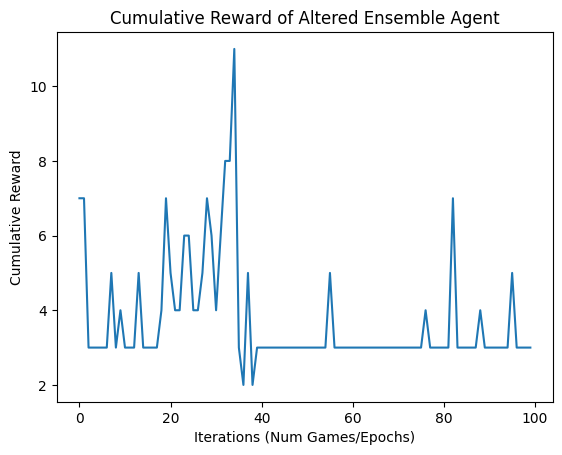 Cumulative Reward of Altered Ensemble Agent
Cumulative Reward
10
8
6
4
2
0 20 40 60 80 100
Iterations (Num Games/Epochs)